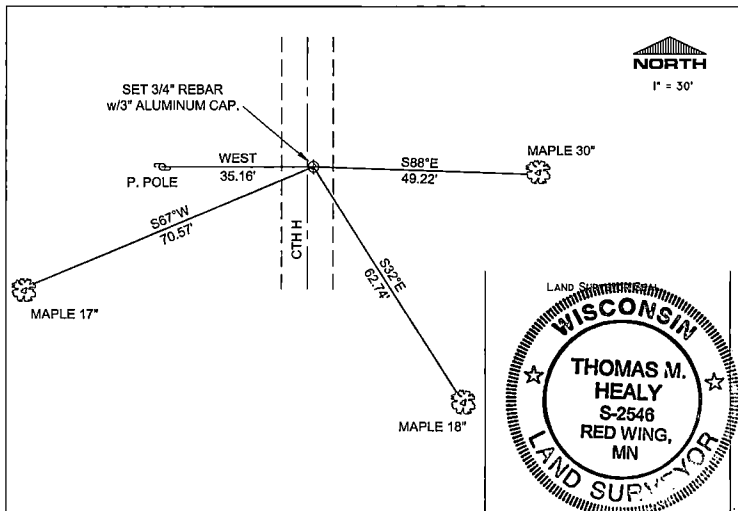 NORTH
1" = 30'
SET 3/4" REBAR
w/3" ALUMINUM CAP.
WEST
35.16'
P. POLE
S88°E
49.22'
MAPLE 30"
S67°W
70.57'
MAPLE 17"
CTH H
S32°E
62.74'
MAPLE 18"
LAND
WISCONSIN
THOMAS M.
HEALY
S-2546
RED WING,
MN
LAND SURVEYOR